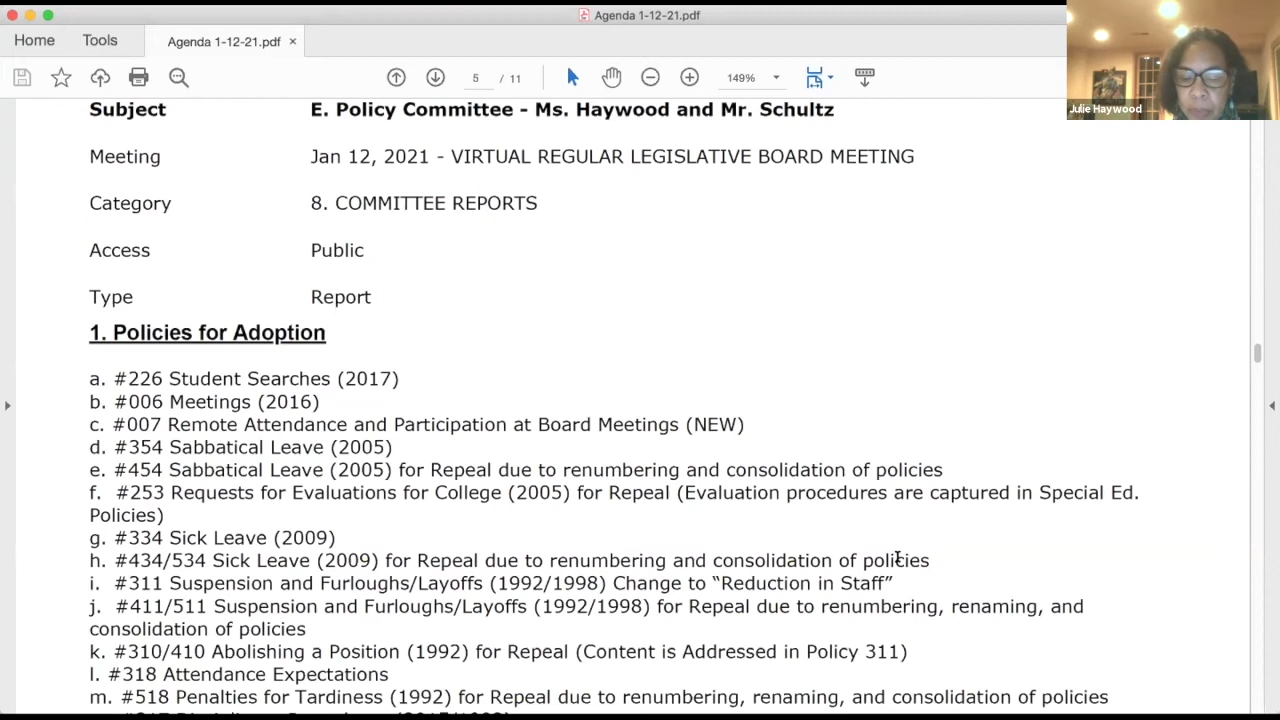 Agenda 1-12-21.pdf
Home Tools Agenda 1-12-21.pdf ×
5 / 11 149%
Julie Haywood
Subject E. Policy Committee - Ms. Haywood and Mr. Schultz
Meeting Jan 12, 2021 - VIRTUAL REGULAR LEGISLATIVE BOARD MEETING
Category 8. COMMITTEE REPORTS
Access Public
Type Report
1. Policies for Adoption
a. #226 Student Searches (2017)
b. #006 Meetings (2016)
c. #007 Remote Attendance and Participation at Board Meetings (NEW)
d. #354 Sabbatical Leave (2005)
e. #454 Sabbatical Leave (2005) for Repeal due to renumbering and consolidation of policies
f. #253 Requests for Evaluations for College (2005) for Repeal (Evaluation procedures are captured in Special Ed.
Policies)
g. #334 Sick Leave (2009)
h. #434/534 Sick Leave (2009) for Repeal due to renumbering and consolidation of policies
i. #311 Suspension and Furloughs/Layoffs (1992/1998) Change to “Reduction in Staff”
j. #411/511 Suspension and Furloughs/Layoffs (1992/1998) for Repeal due to renumbering, renaming, and
consolidation of policies
k. #310/410 Abolishing a Position (1992) for Repeal (Content is Addressed in Policy 311)
l. #318 Attendance Expectations
m. #518 Penalties for Tardiness (1992) for Repeal due to renumbering, renaming, and consolidation of policies